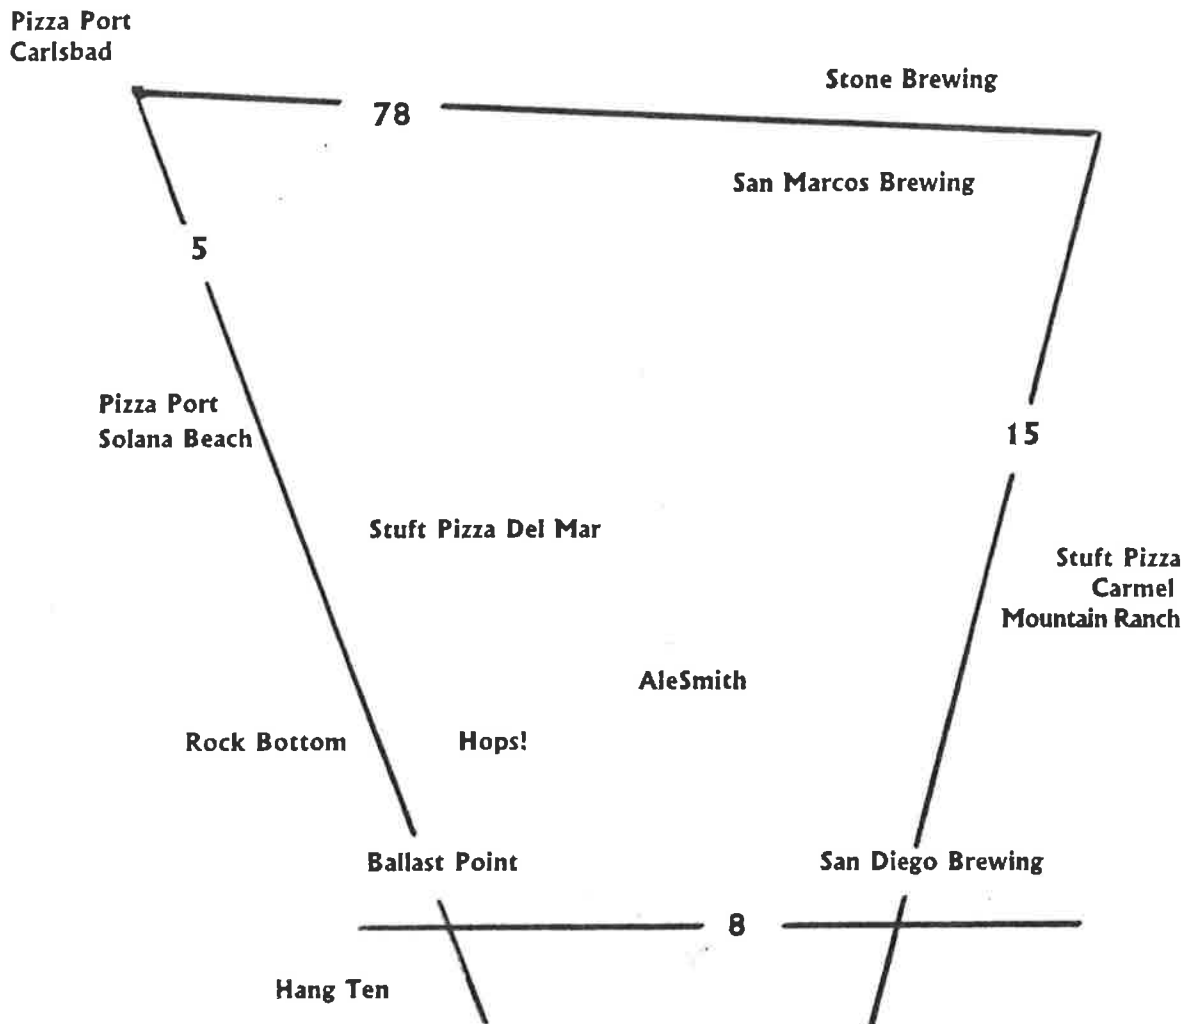 Pizza Port
Carlsbad
Stone Brewing
78
San Marcos Brewing
5
Pizza Port
Solana Beach
15
Stuft Pizza Del Mar
Stuft Pizza
Carmel
Mountain Ranch
AleSmith
Rock Bottom
Hops!
Ballast Point
San Diego Brewing
8
Hang Ten